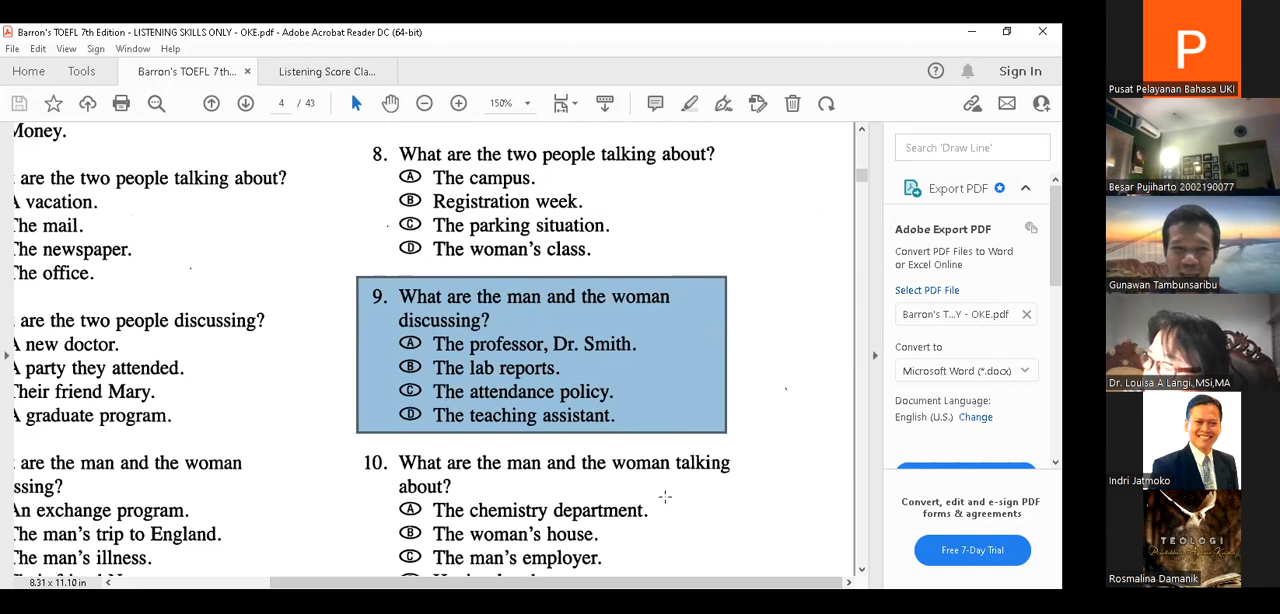 Barron's TOEFL 7th Edition - LISTENING SKILLS ONLY - OKE.pdf - Adobe Acrobat Reader DC (64-bit)
File Edit View Sign Window Help
Home Tools Barron's TOEFL 7th... × Listening Score Cla... Sign In
4 / 43 150%
Money.
are the two people talking about?
A vacation.
The mail.
The newspaper.
The office.
are the two people discussing?
A new doctor.
A party they attended.
Their friend Mary.
A graduate program.
are the man and the woman
ssing?
An exchange program.
The man's trip to England.
The man's illness.
8. What are the two people talking about?
A The campus.
B Registration week.
C The parking situation.
D The woman's class.
9. What are the man and the woman
discussing?
A The professor, Dr. Smith.
B The lab reports.
C The attendance policy.
D The teaching assistant.
10. What are the man and the woman talking
about?
A The chemistry department.
B The woman's house.
C The man's employer.
8.31 x 11.10 in
Search 'Draw Line'
Export PDF
Adobe Export PDF
Convert PDF Files to Word
or Excel Online
Select PDF File
Barron's T...Y - OKE.pdf ×
Convert to
Microsoft Word (*.docx)
Document Language:
English (U.S.) Change
Convert, edit and e-sign PDF
forms & agreements
Free 7-Day Trial
P
Pusat Pelayanan Bahasa UKI
Besar Pujiharto 2002190077
Gunawan Tambunsaribu
Dr. Louisa A Langi,.MSi,MA
Indri Jatmoko
TEOLOGI
Rosmalina Damanik